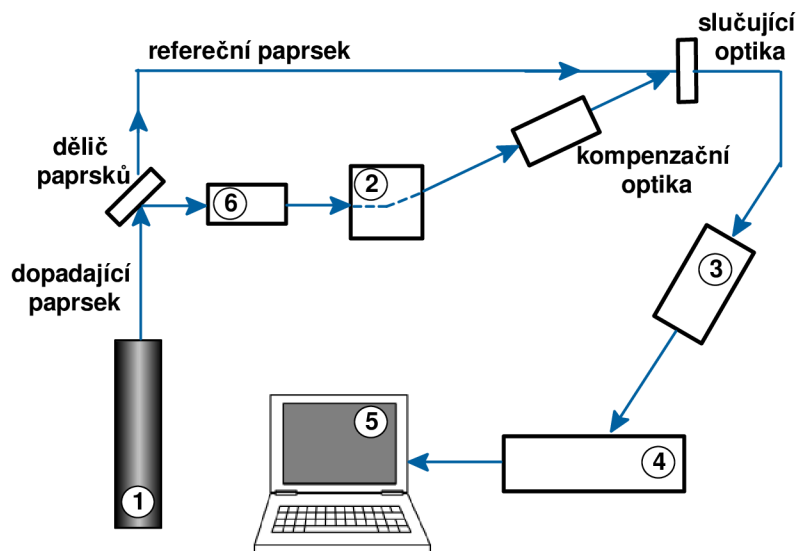 slučující
optika
refereční paprsek
dělič
paprsků
kompenzační
optika
2
6
3
dopadající
paprsek
5
4
1